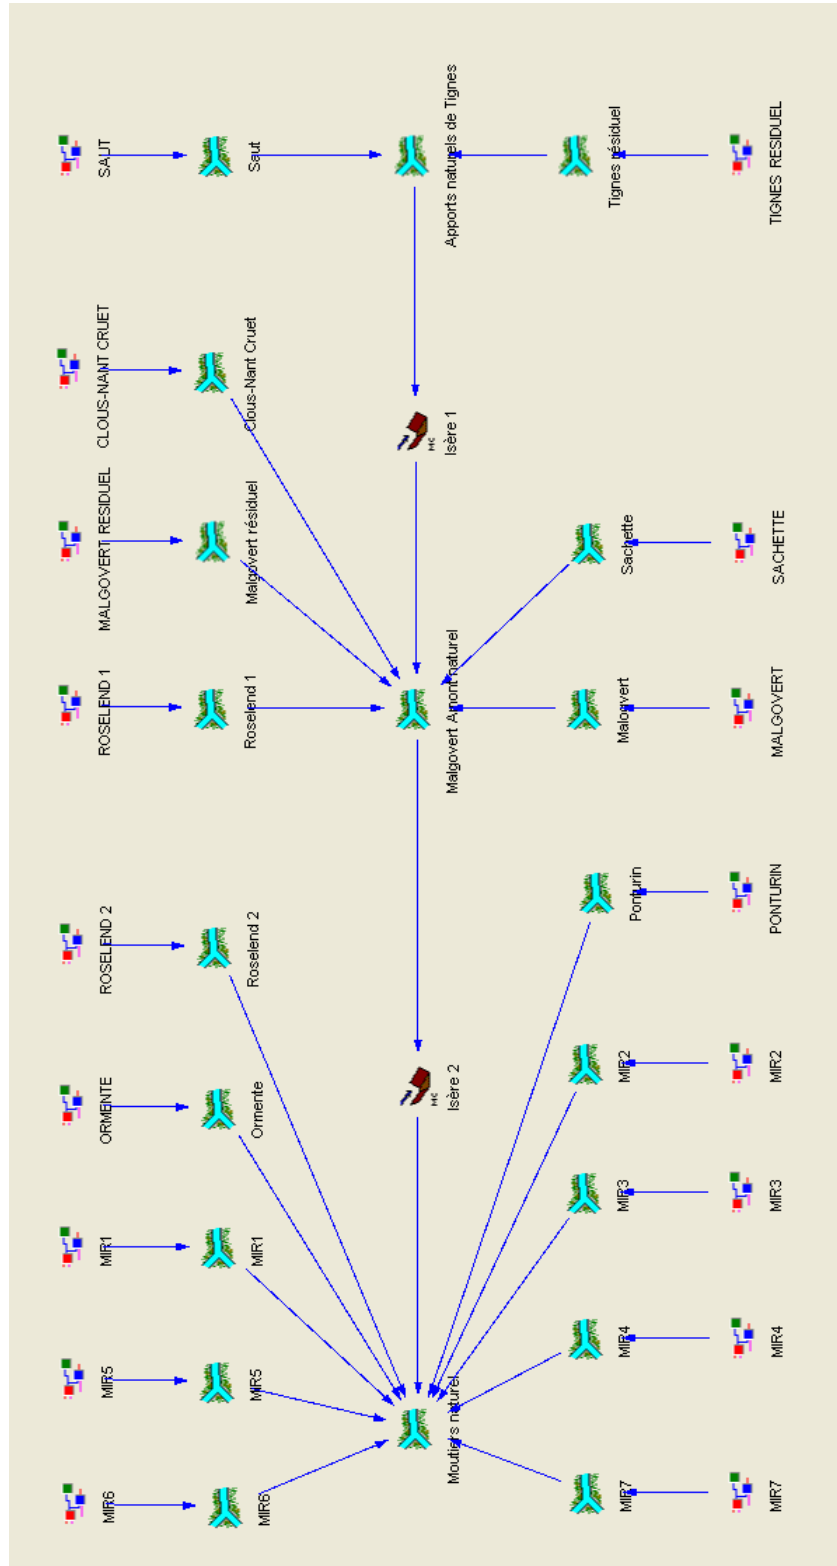 MIR6
MIR5
MIR1
ORMENTE
ROSELEND 2
ROSELEND 1
MALGOVERT RESIDUEL
CLOUS-NANT CRUET
SAUT
MIR6
MIR5
MIR1
Ormente
Roselend 2
Roselend 1
Malgovert résiduel
Clous-Nant Cruet
Saut
Moutiers naturel
Isère 2
Malgovert Amont naturel
Isère 1
Apports naturels de Tignes
MIR7
MIR4
MIR3
MIR2
Ponturin
Malgovert
Sachette
Tignes résiduel
MIR7
MIR4
MIR3
MIR2
PONTURIN
MALGOVERT
SACHETTE
TIGNES RESIDUEL